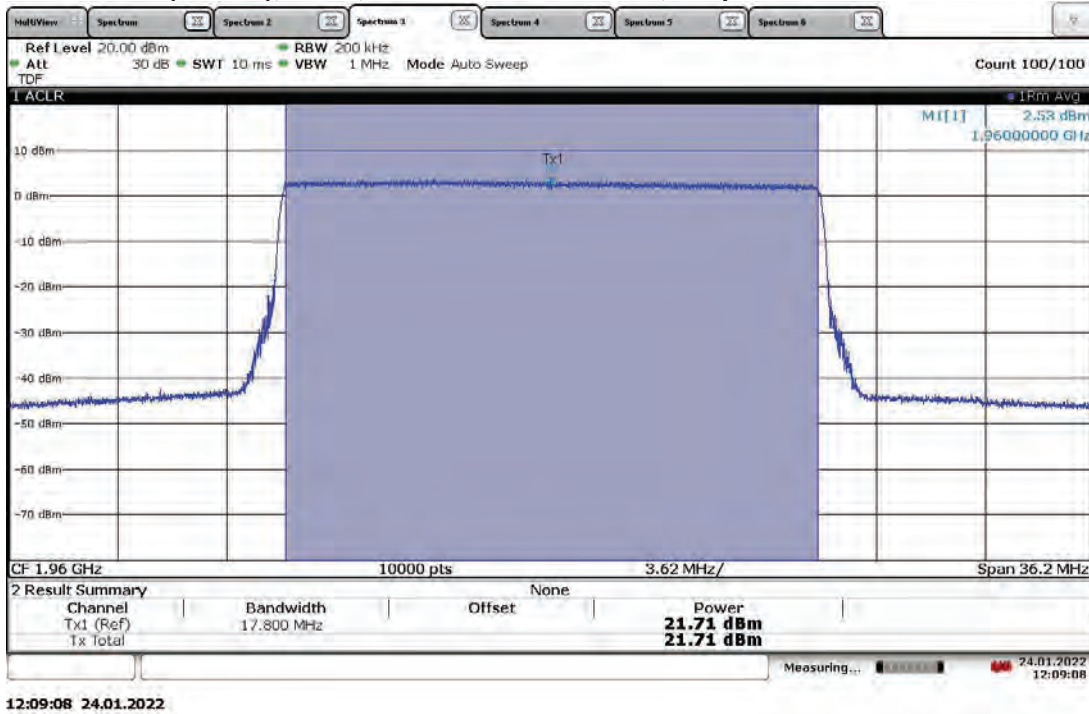 MultiView Spectrum Spectrum 2 Spectrum 3 Spectrum 4 Spectrum 5 Spectrum 6
Ref Level 20.00 dBm RBW 200 kHz
Att 30 dB SWT 10 ms VBW 1 MHz Mode Auto Sweep Count 100/100
TDF
1 ACLR 1Rm Avg
M1[1] 2.53 dBm
1.96000000 GHz
10 dBm
Tx1
0 dBm
-10 dBm
-20 dBm
-30 dBm
-40 dBm
-50 dBm
-60 dBm
-70 dBm
CF 1.96 GHz 10000 pts 3.62 MHz/ Span 36.2 MHz
2 Result Summary None
Channel Bandwidth Offset Power
Tx1 (Ref) 17.800 MHz 21.71 dBm
Tx Total 21.71 dBm
Measuring... 24.01.2022
12:09:08
12:09:08 24.01.2022